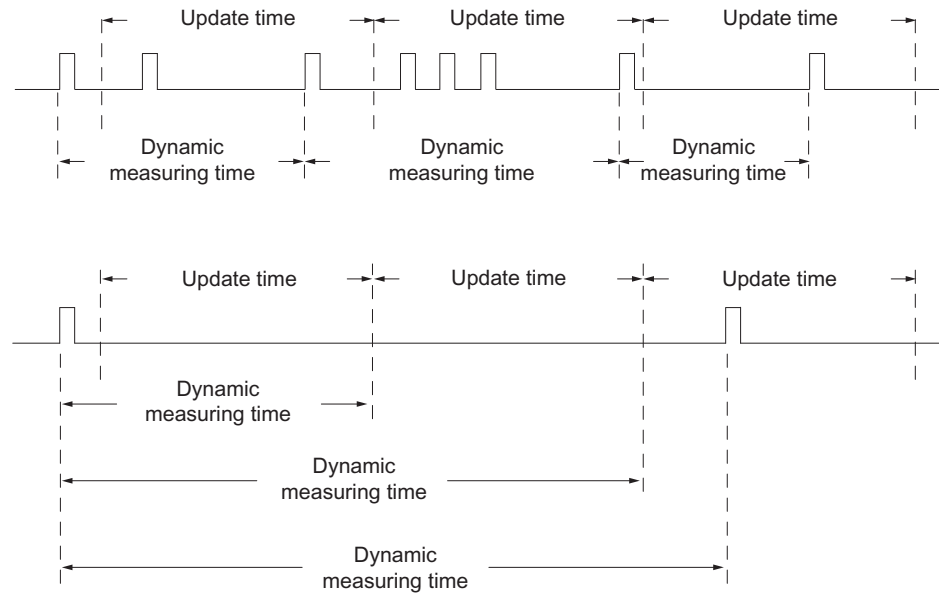 Update time Update time Update time
Dynamic Dynamic Dynamic
measuring time measuring time measuring time
Update time Update time Update time
Dynamic
measuring time
Dynamic
measuring time
Dynamic
measuring time